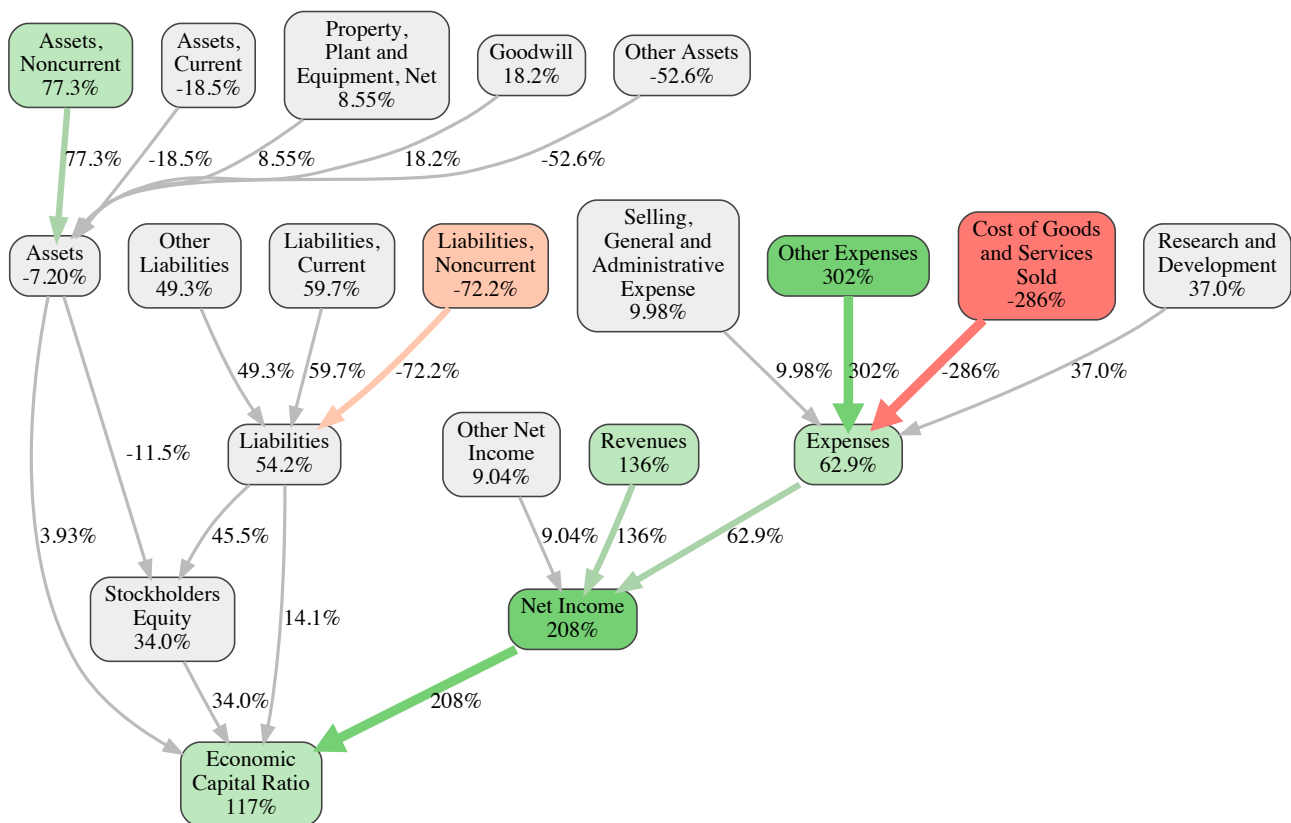 Assets,
Noncurrent
77.3%
Assets,
Current
-18.5%
Property,
Plant and
Equipment, Net
8.55%
Goodwill
18.2%
Other Assets
-52.6%
77.3%
-18.5%
8.55%
18.2%
-52.6%
Assets
-7.20%
Other
Liabilities
49.3%
Liabilities,
Current
59.7%
Liabilities,
Noncurrent
-72.2%
Selling,
General and
Administrative
Expense
9.98%
Other Expenses
302%
Cost of Goods
and Services
Sold
-286%
Research and
Development
37.0%
49.3%
59.7%
-72.2%
9.98%
302%
-286%
37.0%
Liabilities
54.2%
Other Net
Income
9.04%
Revenues
136%
Expenses
62.9%
-11.5%
3.93%
45.5%
14.1%
9.04%
136%
62.9%
Stockholders
Equity
34.0%
Net Income
208%
34.0%
208%
Economic
Capital Ratio
117%